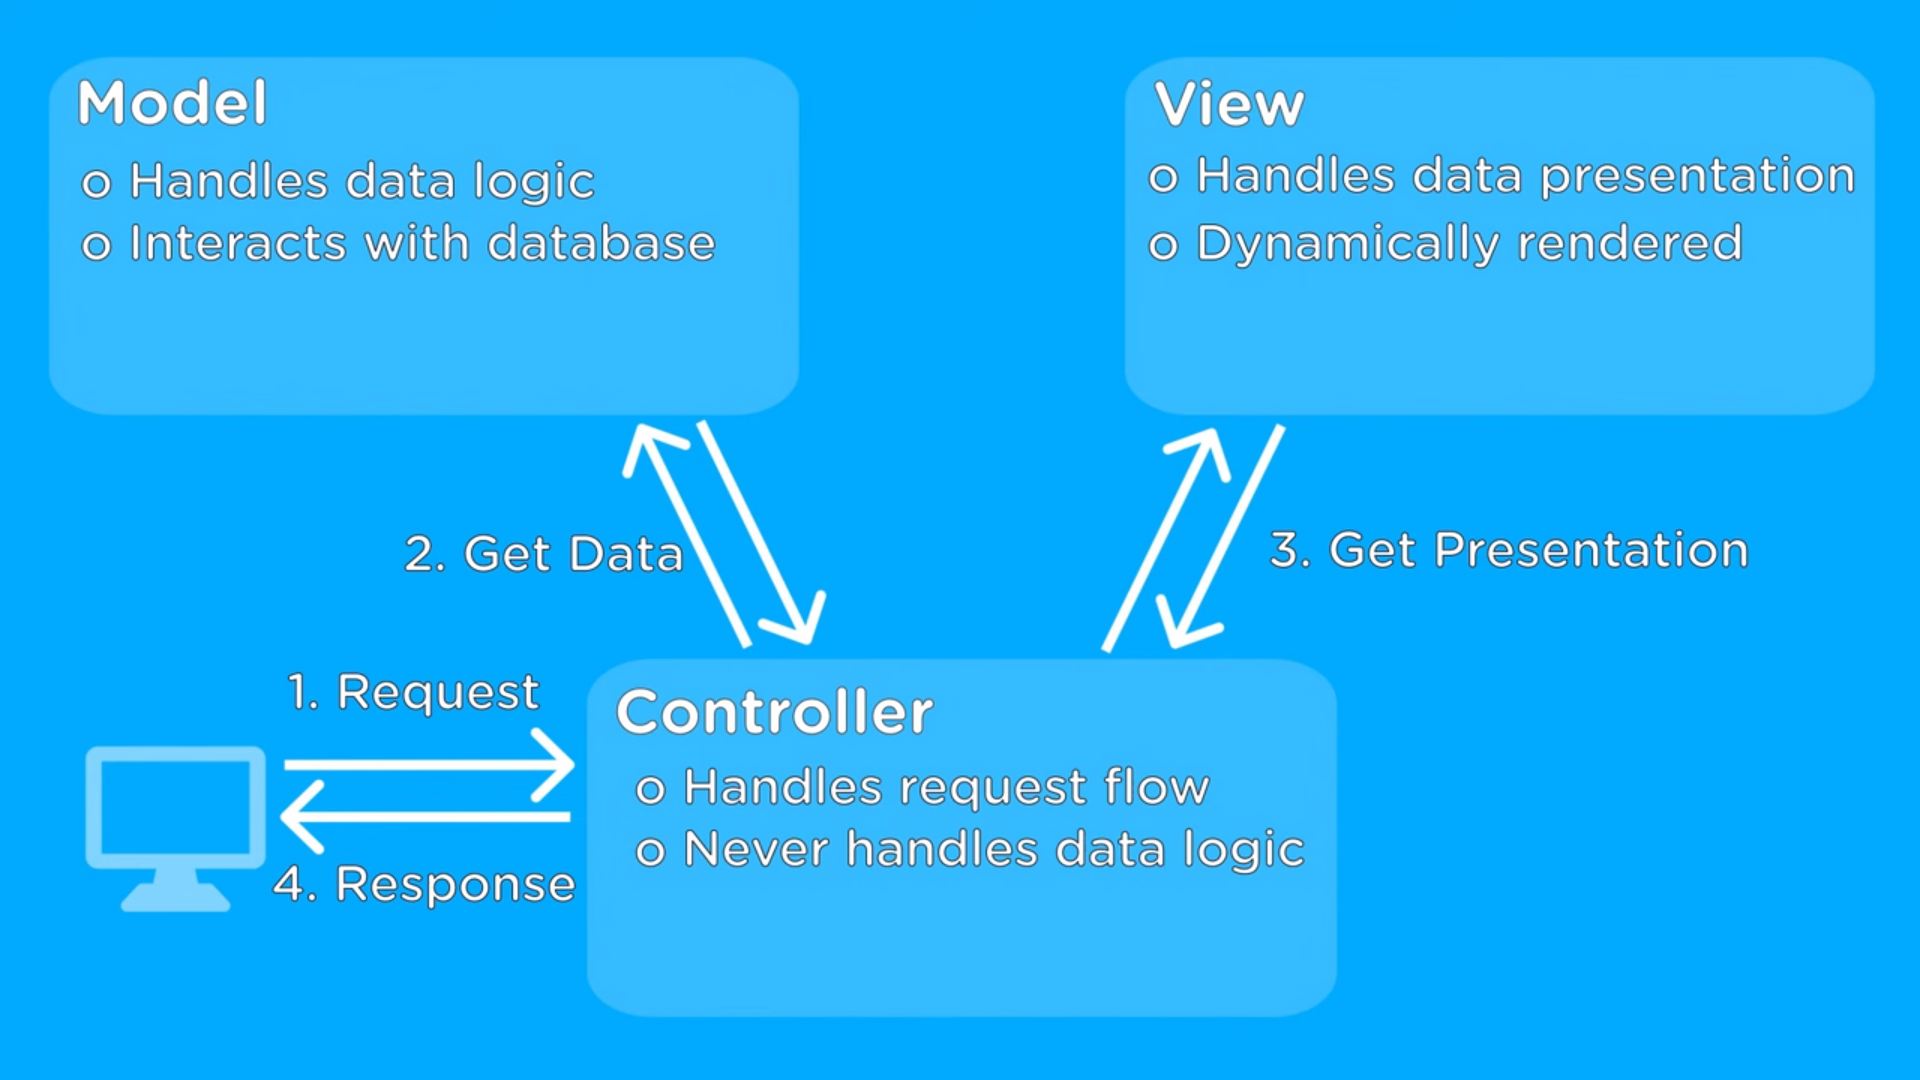 Model
o Handles data logic
o Interacts with database
View
o Handles data presentation
o Dynamically rendered
2. Get Data
3. Get Presentation
1. Request
4. Response
Controller
o Handles request flow
o Never handles data logic